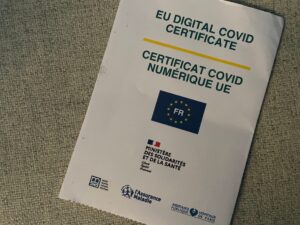 EU DIGITAL COVID
CERTIFICATE
CERTIFICAT COVID
NUMÉRIQUE UE
FR
MINISTÈRE
DES SOLIDARITÉS
ET DE LA SANTÉ
l'Assurance
Maladie